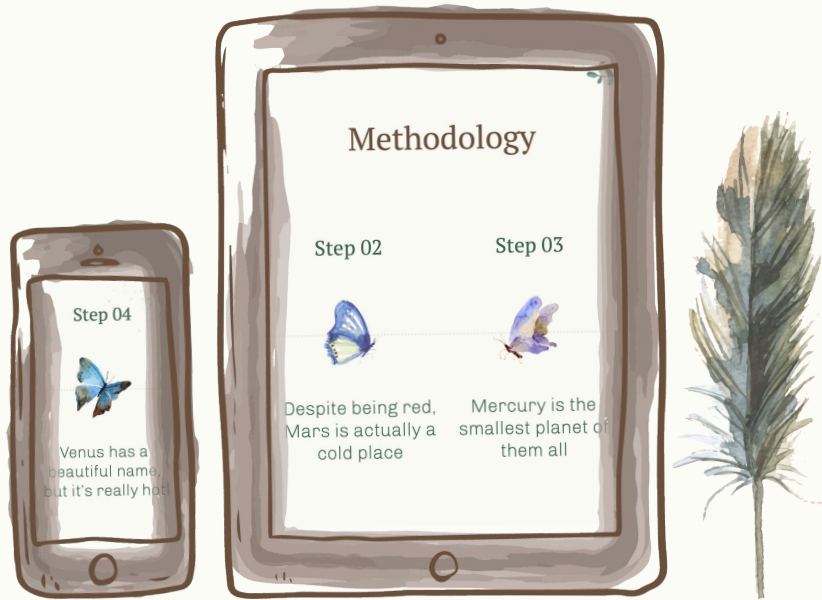 Methodology
Step 02
Despite being red,
Mars is actually a
cold place
Step 03
Mercury is the
smallest planet of
them all
Step 04
Venus has a
beautiful name,
but it's really hot!